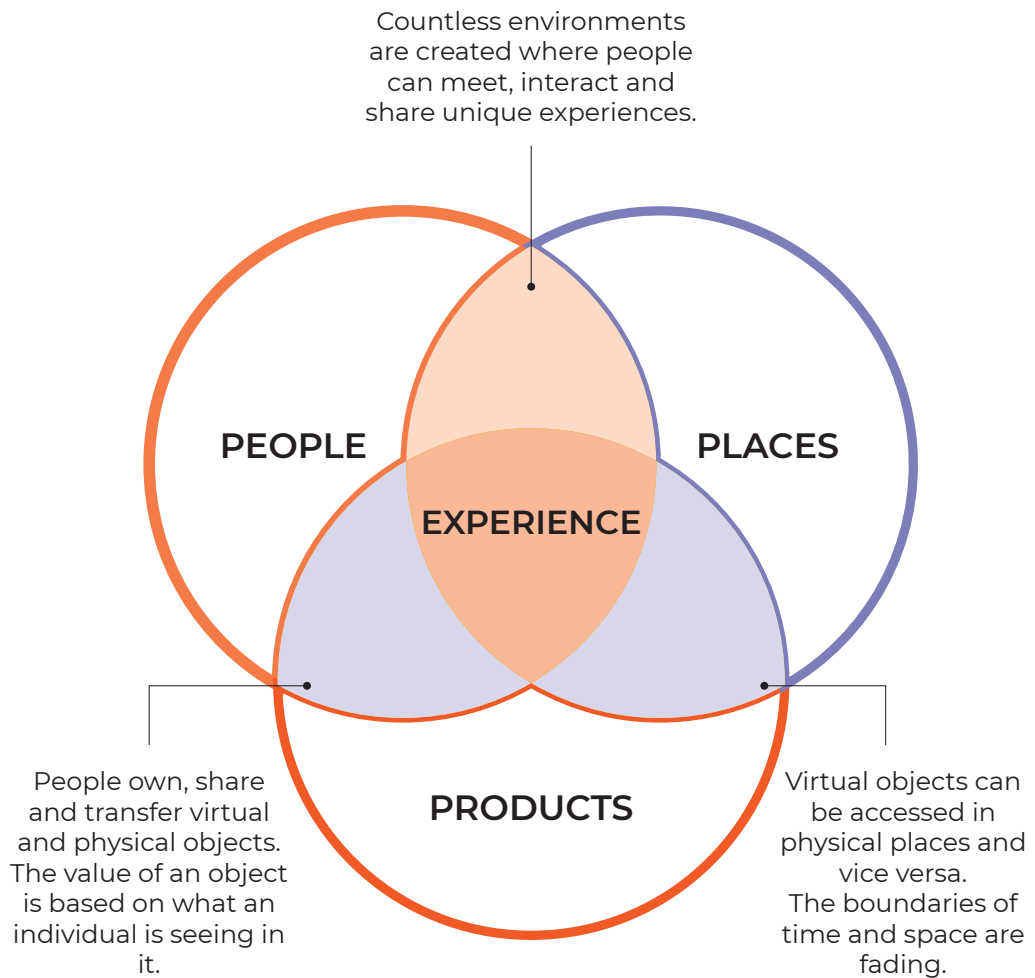 Countless environments
are created where people
can meet, interact and
share unique experiences.
PEOPLE
PLACES
EXPERIENCE
PRODUCTS
People own, share
and transfer virtual
and physical objects.
The value of an object
is based on what an
individual is seeing in
it.
Virtual objects can
be accessed in
physical places and
vice versa.
The boundaries of
time and space are
fading.